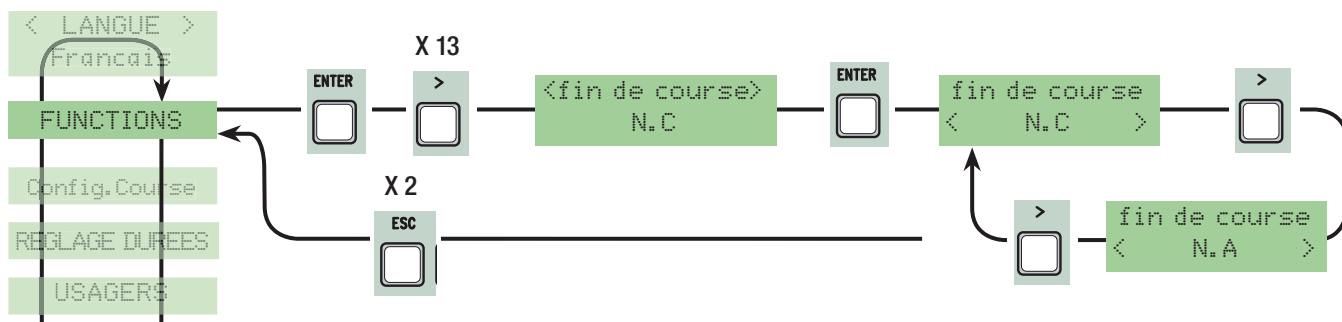 < LANGUE >
Francais
FUNCTIONS
Config.Course
REGLAGE DUREES
USAGERS
ENTER
X 13
>
<fin de course>
N.C
ENTER
fin de course
< N.C >
>
X 2
ESC
>
fin de course
< N.A >